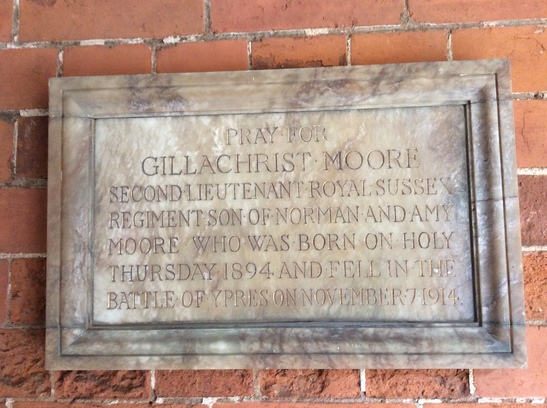 PRAY·FOR
GILLACHRIST·MOORE
SECOND·LIEUTENANT·ROYAL·SUSSEX
REGIMENT·SON·OF·NORMAN·AND·AMY
MOORE WHO·WAS·BORN·ON·HOLY
THURSDAY·1894·AND·FELL·IN·THE
BATTLE·OF·YPRES·ON·NOVEMBER·7·1914·